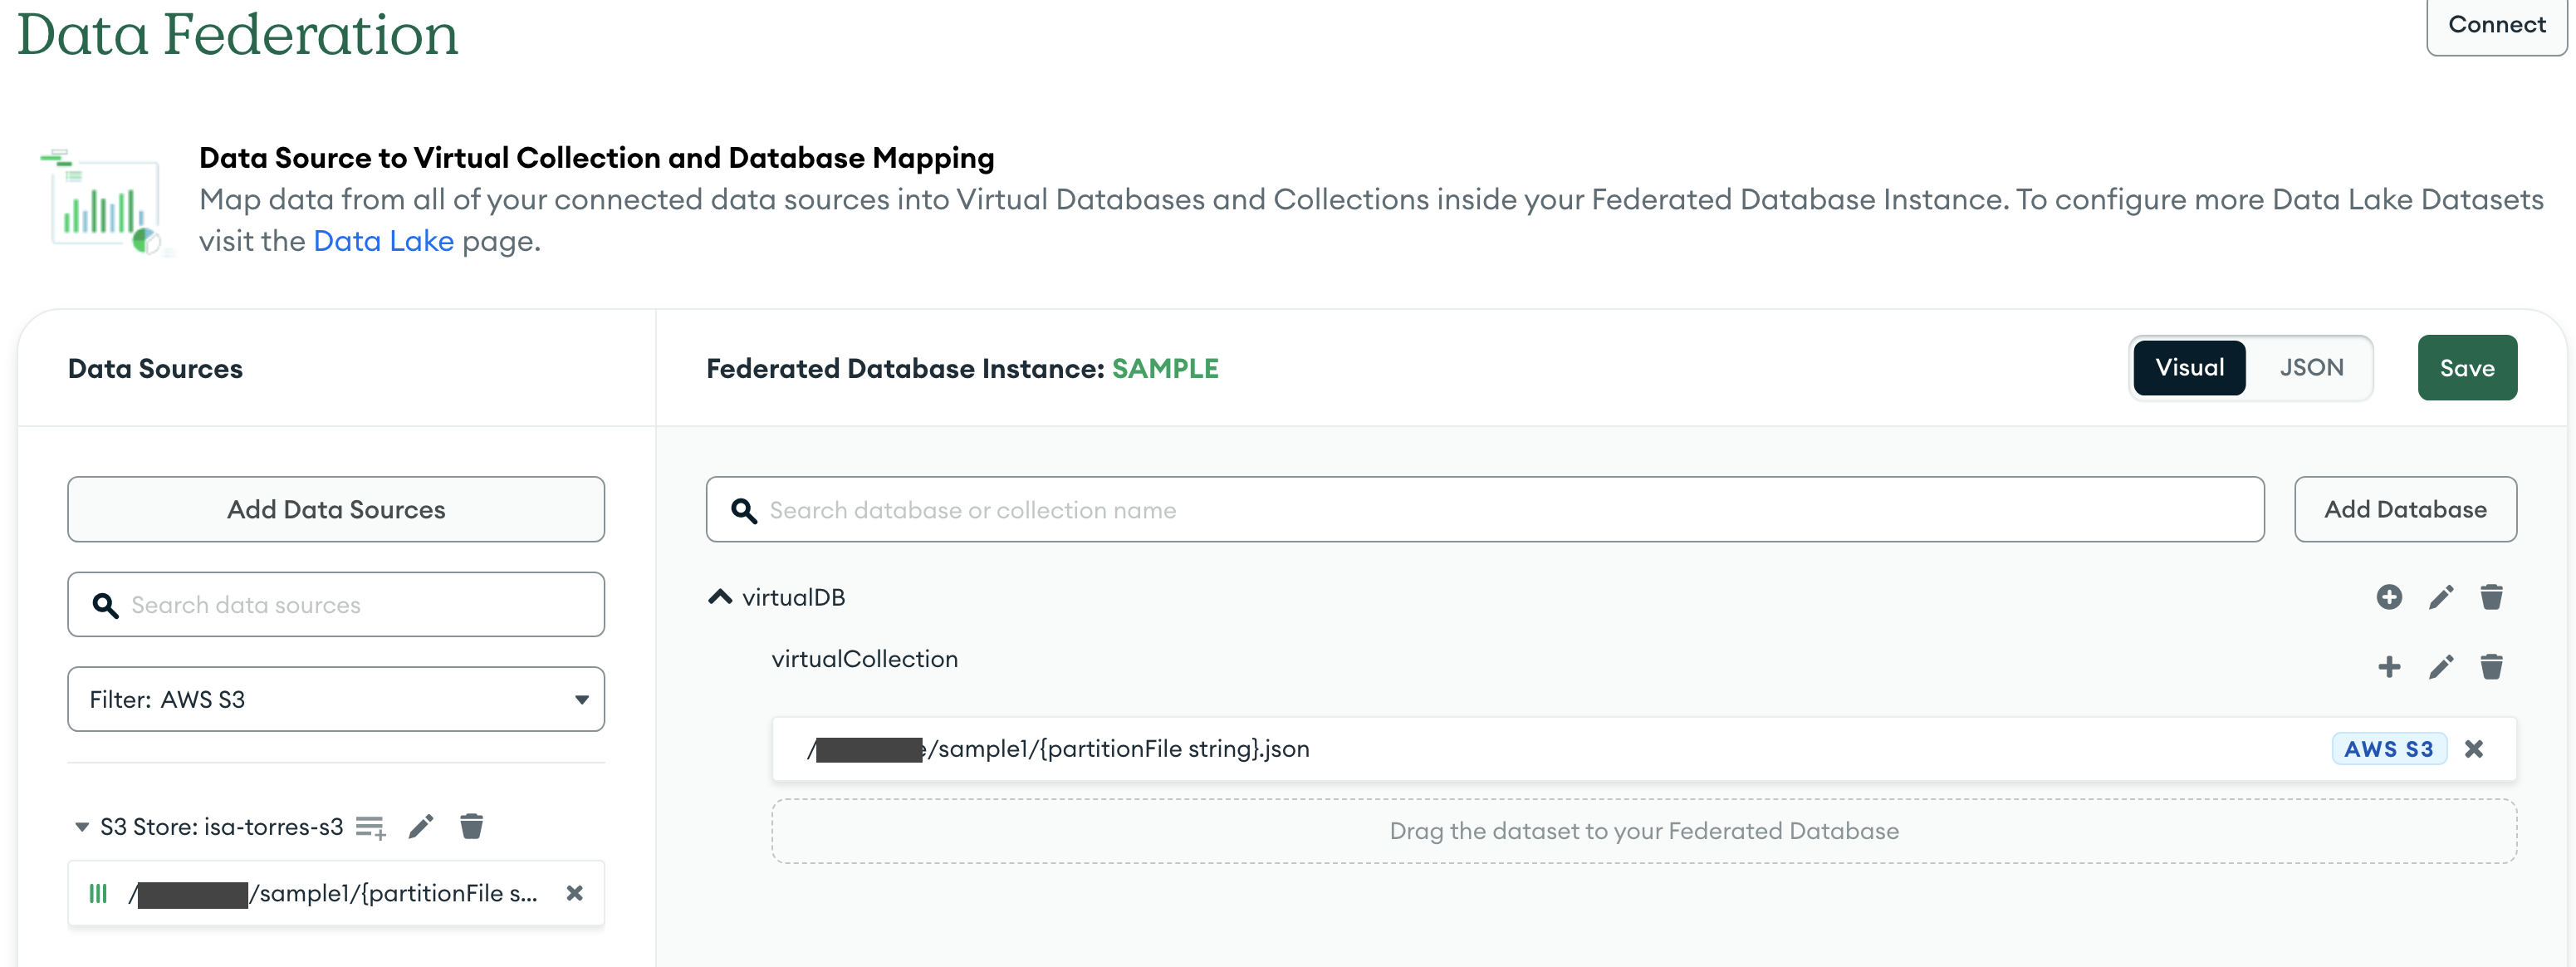 Data Federation
Connect
Data Source to Virtual Collection and Database Mapping
Map data from all of your connected data sources into Virtual Databases and Collections inside your Federated Database Instance. To configure more Data Lake Datasets
visit the Data Lake page.
Data Sources
Federated Database Instance: SAMPLE
Visual
JSON
Save
Add Data Sources
Search database or collection name
Add Database
Search data sources
virtualDB
virtualCollection
Filter: AWS S3
/e/sample1/{partitionFile string}.json
AWS S3
Drag the dataset to your Federated Database
S3 Store: isa-torres-s3
//sample1/{partitionFile s...